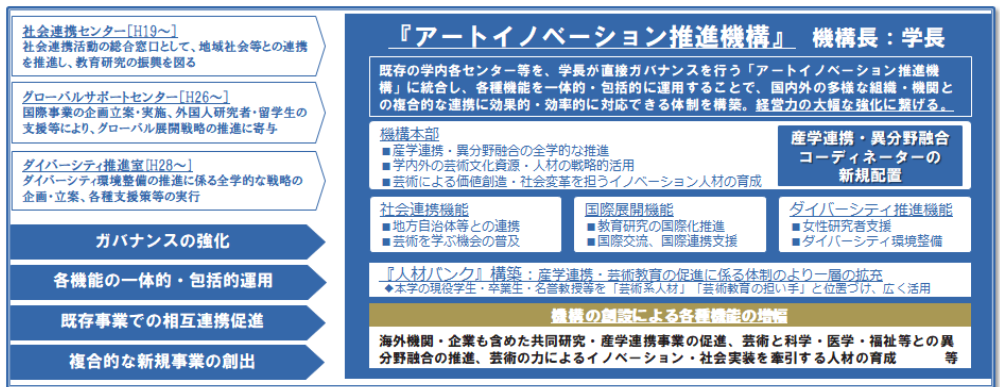 社会連携センター[H19～]
社会連携活動の総合窓口として、地域社会等との連携
を推進し、教育研究の振興を図る
グローバルサポートセンター[H26～]
国際事業の企画立案・実施、外国人研究者・留学生の
支援等により、グローバル展開戦略の推進に寄与
ダイバーシティ推進室[H28～]
ダイバーシティ環境整備の推進に係る全学的な戦略の
企画・立案、各種支援策等の実行
ガバナンスの強化
各機能の一体的・包括的運用
既存事業での相互連携促進
複合的な新規事業の創出
『アートイノベーション推進機構』 機構長：学長
既存の学内各センター等を、学長が直接ガバナンスを行う「アートイノベーション推進機
構」に統合し、各種機能を一体的・包括的に運用することで、国内外の多様な組織・機関と
の複合的な連携に効果的・効率的に対応できる体制を構築。経営力の大幅な強化に繋げる。
機構本部
■産学連携・異分野融合の全学的な推進
■学内外の芸術文化資源・人材の戦略的活用
■芸術による価値創造・社会変革を担うイノベーション人材の育成
産学連携・異分野融合
コーディネーターの
新規配置
社会連携機能
■地方自治体等との連携
■芸術を学ぶ機会の普及
国際展開機能
■教育研究の国際化推進
■国際交流、国際連携支援
ダイバーシティ推進機能
■女性研究者支援
■ダイバーシティ環境整備
『人材バンク』構築：産学連携・芸術教育の促進に係る体制のより一層の拡充
◆本学の現役学生・卒業生・名誉教授等を「芸術系人材」「芸術教育の担い手」と位置づけ、広く活用
機構の創設による各種機能の増幅
海外機関・企業も含めた共同研究・産学連携事業の促進、芸術と科学・医学・福祉等との異
分野融合の推進、芸術の力によるイノベーション・社会実装を牽引する人材の育成 等